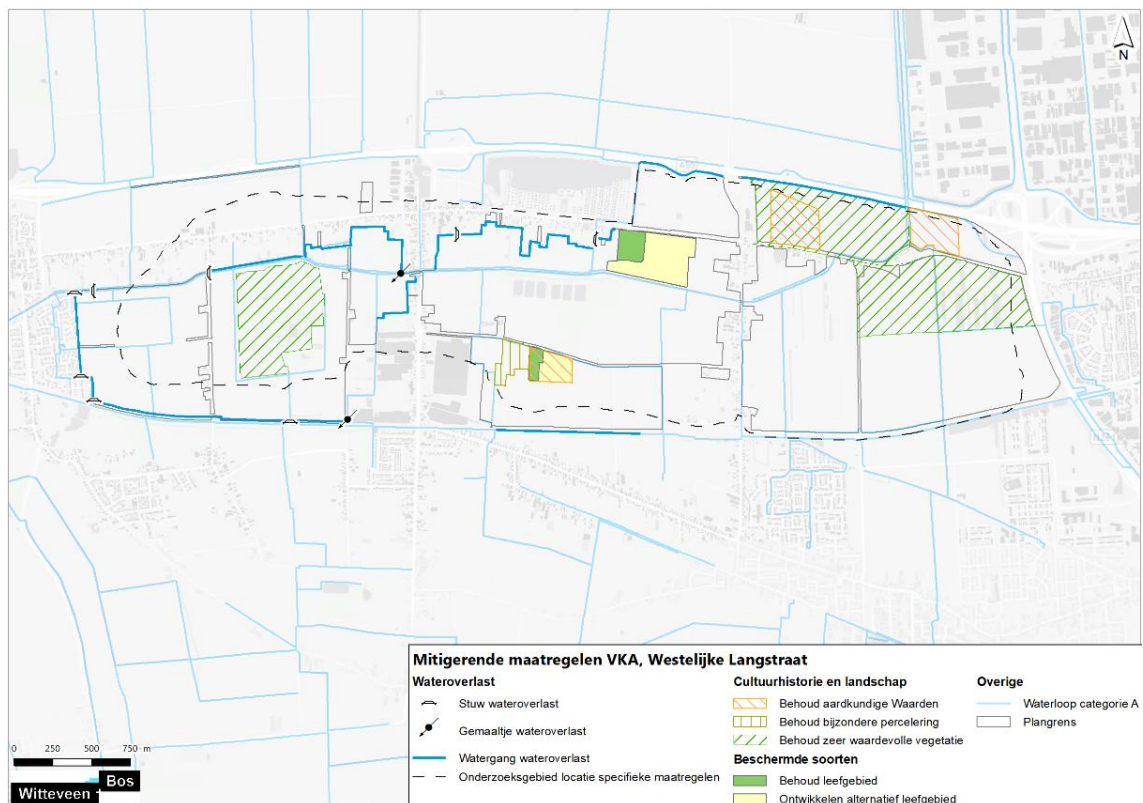 A59
N
Mitigerende maatregelen VKA, Westelijke Langstraat
Wateroverlast
Stuw wateroverlast
Gemaaltje wateroverlast
Watergang wateroverlast
Onderzoeksgebied locatie specifieke maatregelen
Cultuurhistorie en landschap
Behoud aardkundige Waarden
Behoud bijzondere percelering
Behoud zeer waardevolle vegetatie
Beschermde soorten
Behoud leefgebied
Ontwikkelen alternatief leefgebied
Overige
Waterloop categorie A
Plangrens
0 250 500 750 m
Witteveen + Bos